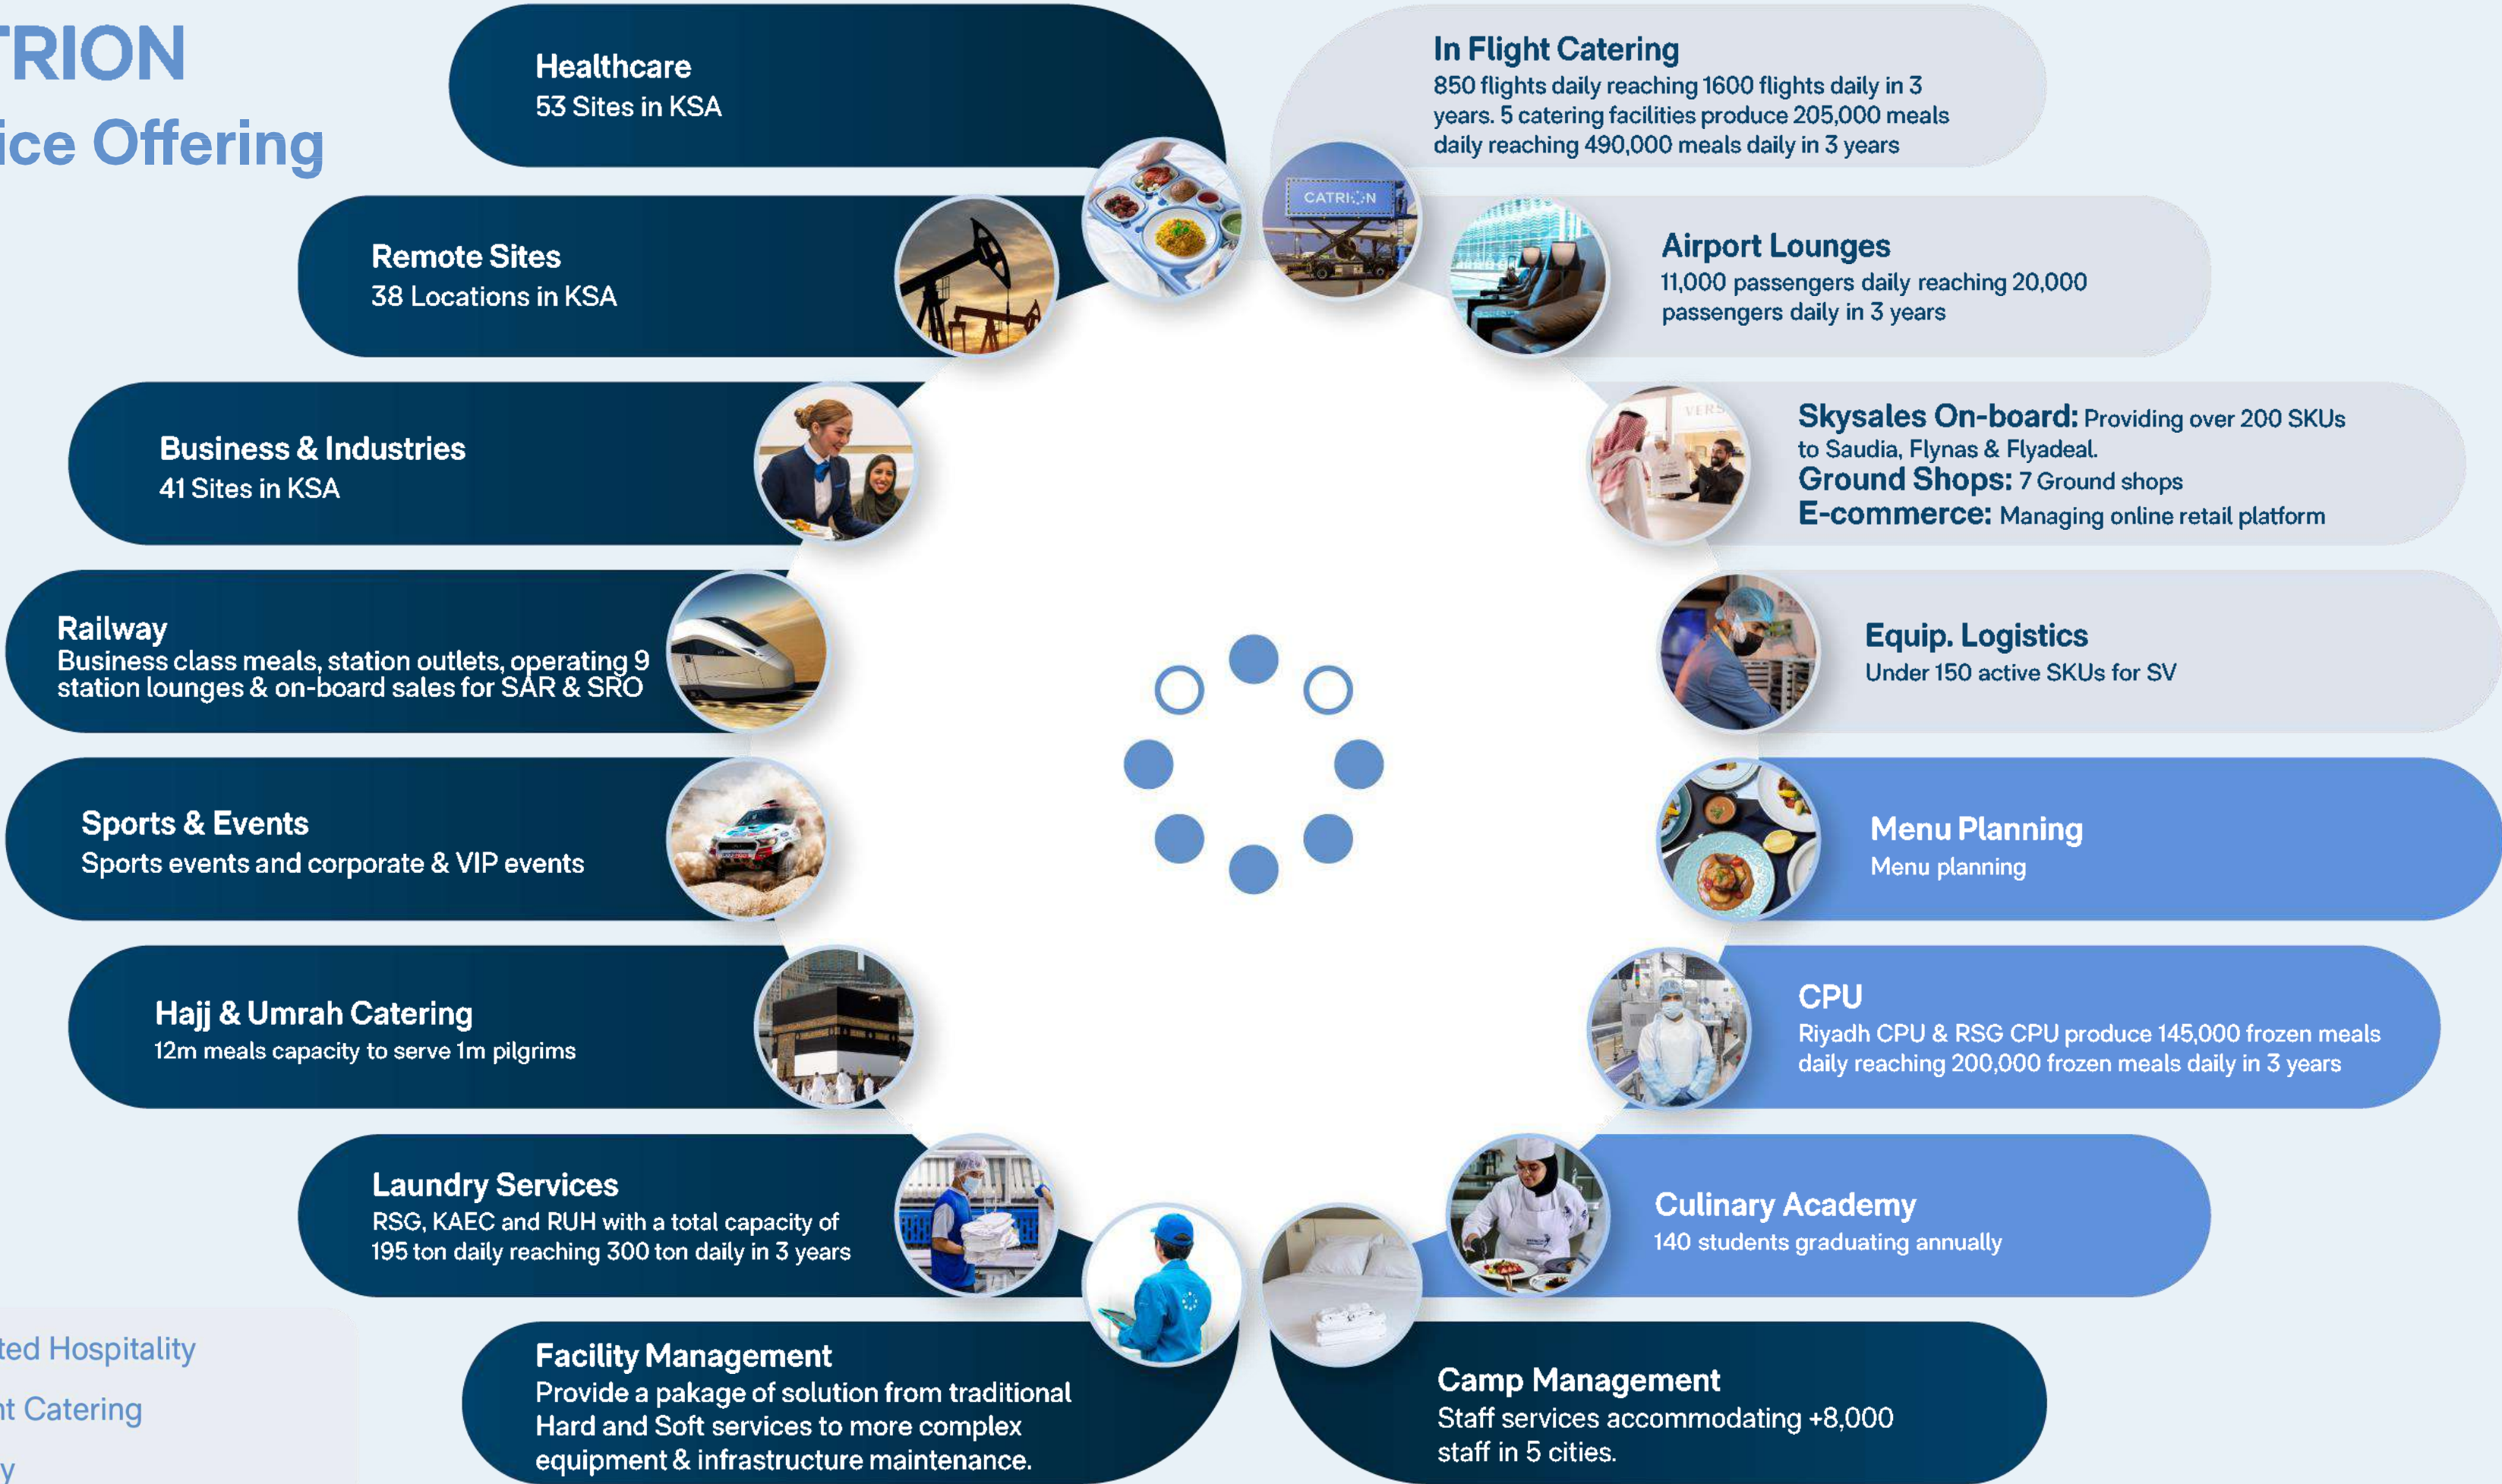 TRION
ice Offering
Healthcare
53 Sites in KSA
Remote Sites
38 Locations in KSA
Business & Industries
41 Sites in KSA
Railway
Business class meals, station outlets, operating 9
station lounges & on-board sales for SAR & SRO
Sports & Events
Sports events and corporate & VIP events
Hajj & Umrah Catering
12m meals capacity to serve 1m pilgrims
Laundry Services
RSG, KAEC and RUH with a total capacity of
195 ton daily reaching 300 ton daily in 3 years
Facility Management
Provide a pakage of solution from traditional
Hard and Soft services to more complex
equipment & infrastructure maintenance.
In Flight Catering
850 flights daily reaching 1600 flights daily in 3
years. 5 catering facilities produce 205,000 meals
daily reaching 490,000 meals daily in 3 years
CATRION
Airport Lounges
11,000 passengers daily reaching 20,000
passengers daily in 3 years
VERS
Skysales On-board: Providing over 200 SKUs
to Saudia, Flynas & Flyadeal.
Ground Shops: 7 Ground shops
E-commerce: Managing online retail platform
Equip. Logistics
Under 150 active SKUs for SV
Menu Planning
Menu planning
CPU
Riyadh CPU & RSG CPU produce 145,000 frozen meals
daily reaching 200,000 frozen meals daily in 3 years
Culinary Academy
140 students graduating annually
Camp Management
Staff services accommodating +8,000
staff in 5 cities.
ted Hospitality
nt Catering
y